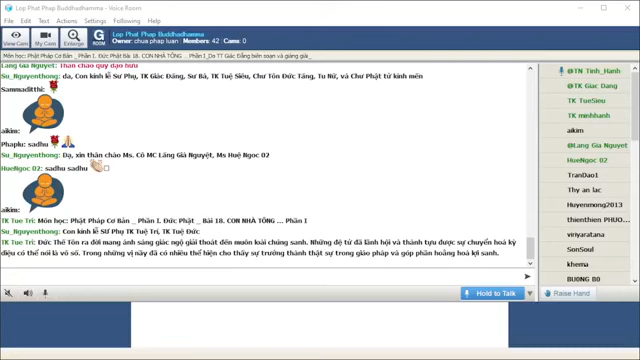 Lop Phat Phap Buddhadhamma - Voice Room
File Edit Text Actions Settings Following Help
View Cam
My Cam
Enlarge
G ROOM
Lop Phat Phap Buddhadhamma
Owner: chua phap luan Members: 42 Cams: 0
Môn học: Phật Pháp Cơ Bản _ Phần I. Đức Phật Bài 18. CON NHÀ TÔNG... _ Phần I_Do TT Giác Đẳng biên soạn và giảng giải_
Lang Gia Nguyet: Thân chào quý đạo hữu
Su_Nguyenthong: dạ, Con kính lễ Sư Phụ, TK Giác Đẳng, Sư Bá, TK Tuệ Siêu, Chư Tôn Đức Tăng, Tu Nữ, và Chư Phật tử kính mến
Sammaditthi:
aikim:
Phaplu: sadhu
Su_Nguyenthong: Dạ, xin thân chào Ms. Cô MC Lăng Già Nguyệt, Ms Huệ Ngọc 02
HueNgoc 02: sadhu sadhu
aikim:
TK Tue Tri: Môn học: Phật Pháp Cơ Bản _ Phần I. Đức Phật _ Bài 18. CON NHÀ TÔNG ... _ Phần I
Su_Nguyenthong: Con kính lễ Sư Phụ TK Tuệ Trí, TK Tuệ Đức
TK Tue Tri: Đức Thế Tôn ra đời mang ánh sáng giác ngộ giải thoát đến muôn loài chúng sanh. Những đệ tử đã lãnh hội và thành tựu được sự chuyển hoá kỳ
diệu có thể nói là vô số. Trong những vị này đã có nhiều thể hiện cho thấy sự trưởng thành thật sự trong giáo pháp và góp phần hoằng hoá lợi sanh.
@TN Tinh_Hanh
@TK Giac Dang
TK TueSieu
TK Thienminh
aikim
@Lang Gia Nguyet
HueNgoc 02
TranDao1
Thy an lac
Huyenmong2013
thientthien PHUOC
vinyaratana
SonSoul
khema
BUÔNG BỎ
Hold to Talk
Raise Hand